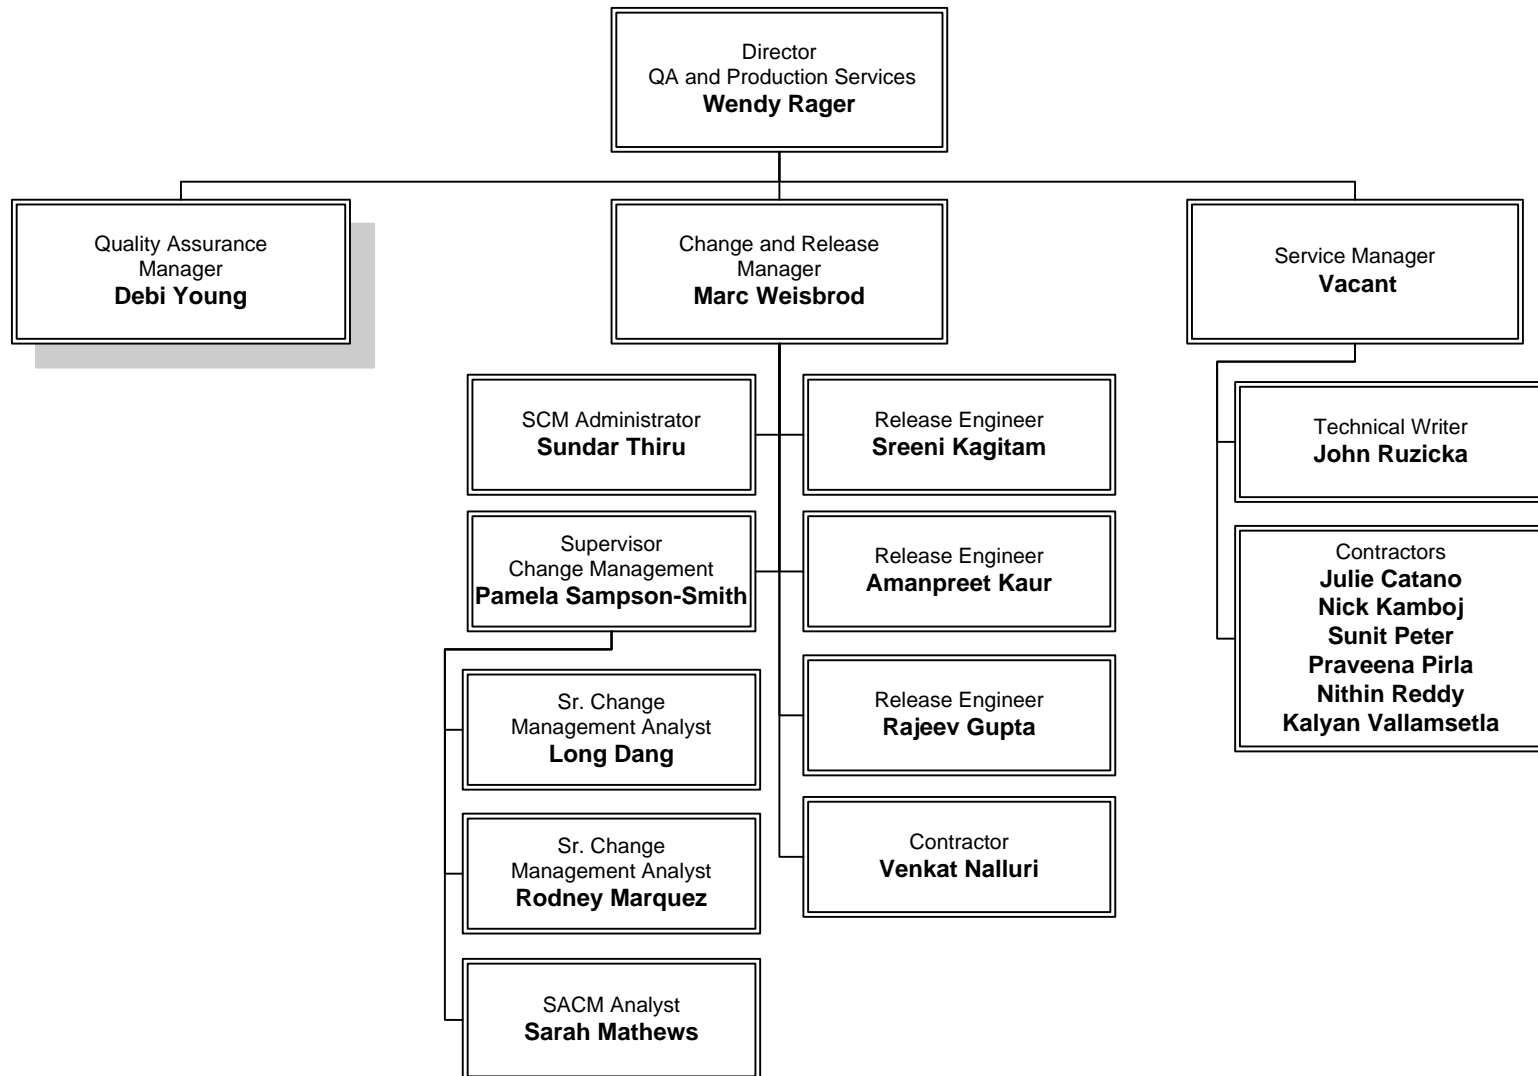 Director
QA and Production Services
Wendy Rager
Quality Assurance
Manager
Debi Young
Change and Release
Manager
Marc Weisbrod
Service Manager
Vacant
SCM Administrator
Sundar Thiru
Release Engineer
Sreeni Kagitam
Technical Writer
John Ruzicka
Supervisor
Change Management
Pamela Sampson-Smith
Release Engineer
Amanpreet Kaur
Contractors
Julie Catano
Nick Kamboj
Sunit Peter
Praveena Pirla
Nithin Reddy
Kalyan Vallamsetla
Sr. Change
Management Analyst
Long Dang
Release Engineer
Rajeev Gupta
Sr. Change
Management Analyst
Rodney Marquez
Contractor
Venkat Nalluri
SACM Analyst
Sarah Mathews